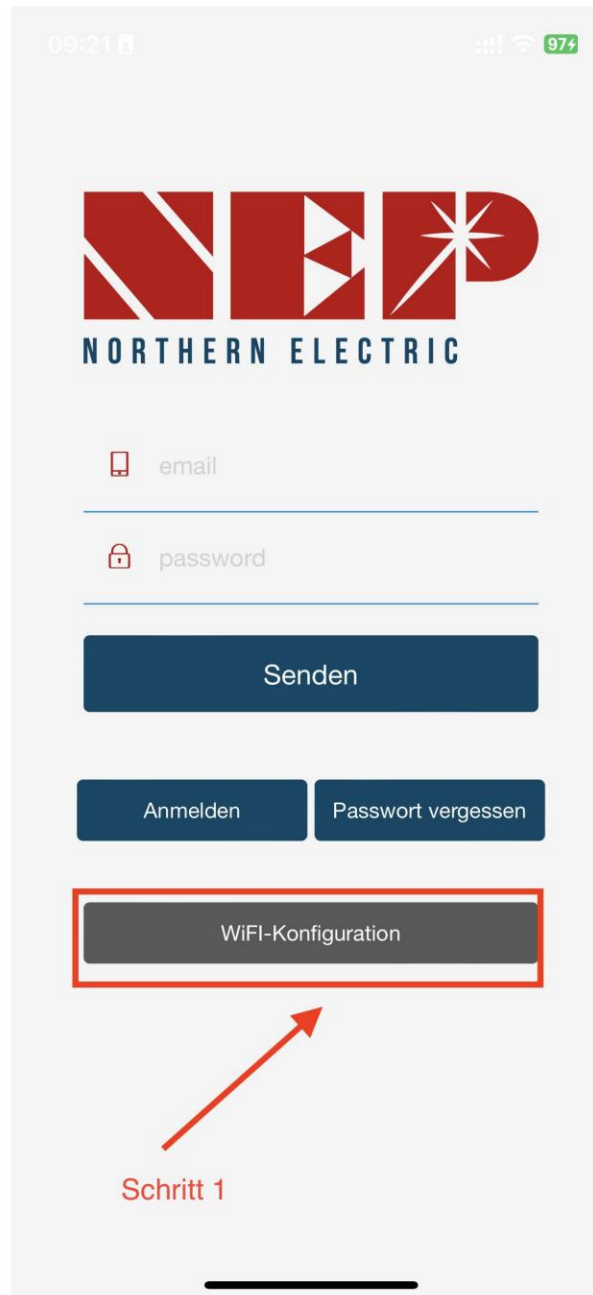 09:21
97
NEP
NORTHERN ELECTRIC
email
password
Senden
Anmelden
Passwort vergessen
WiFI-Konfiguration
Schritt 1